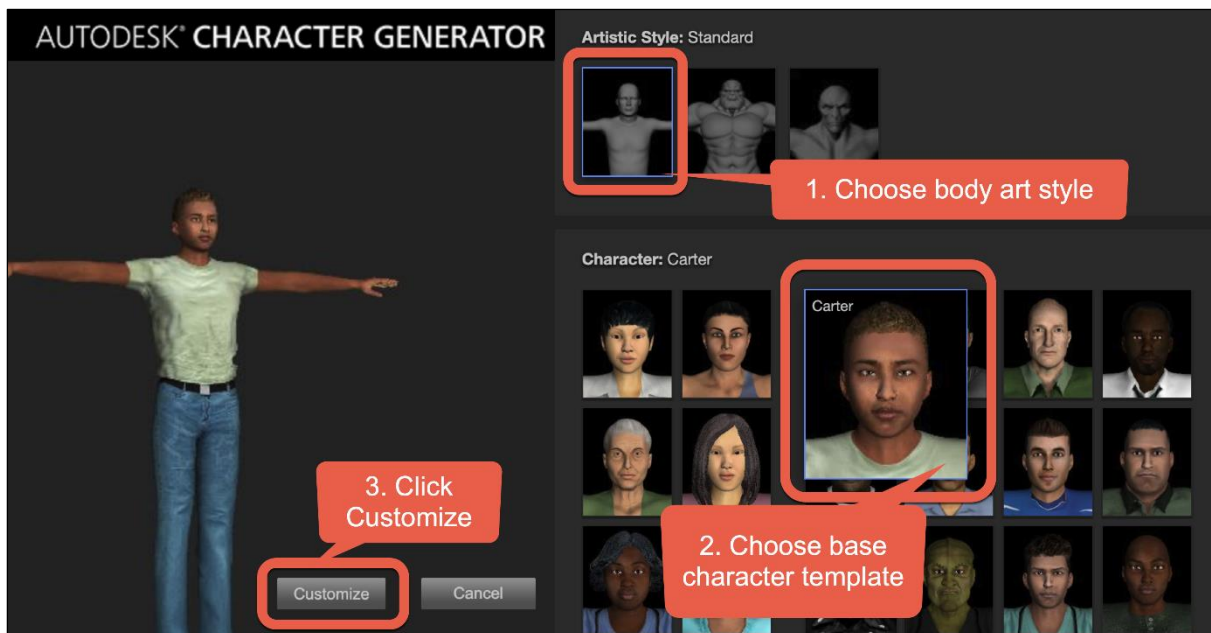 AUTODESK® CHARACTER GENERATOR
Artistic Style: Standard
1. Choose body art style
Character: Carter
Carter
3. Click
Customize
2. Choose base
character template
Customize
Cancel